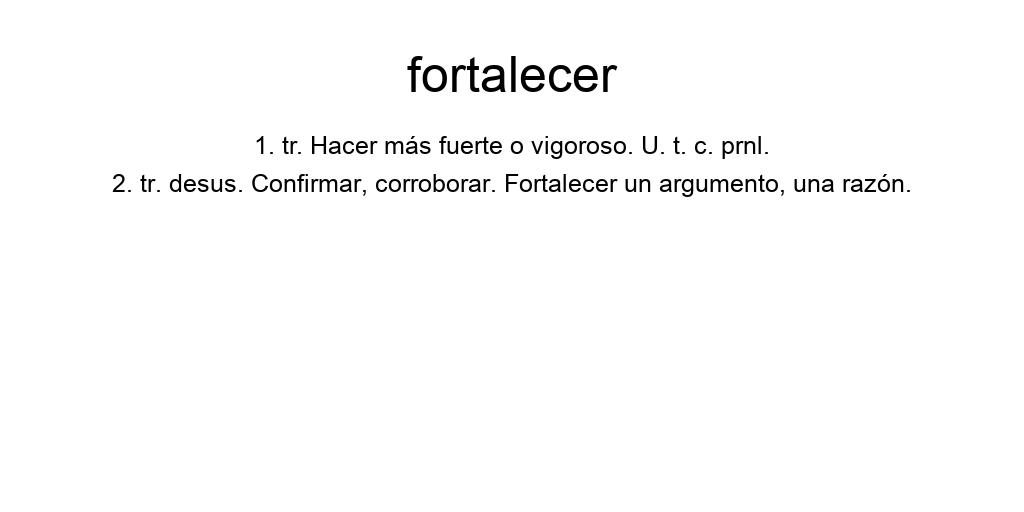 fortalecer
1. tr. Hacer más fuerte o vigoroso. U. t. c. prnl.
2. tr. desus. Confirmar, corroborar. Fortalecer un argumento, una razón.